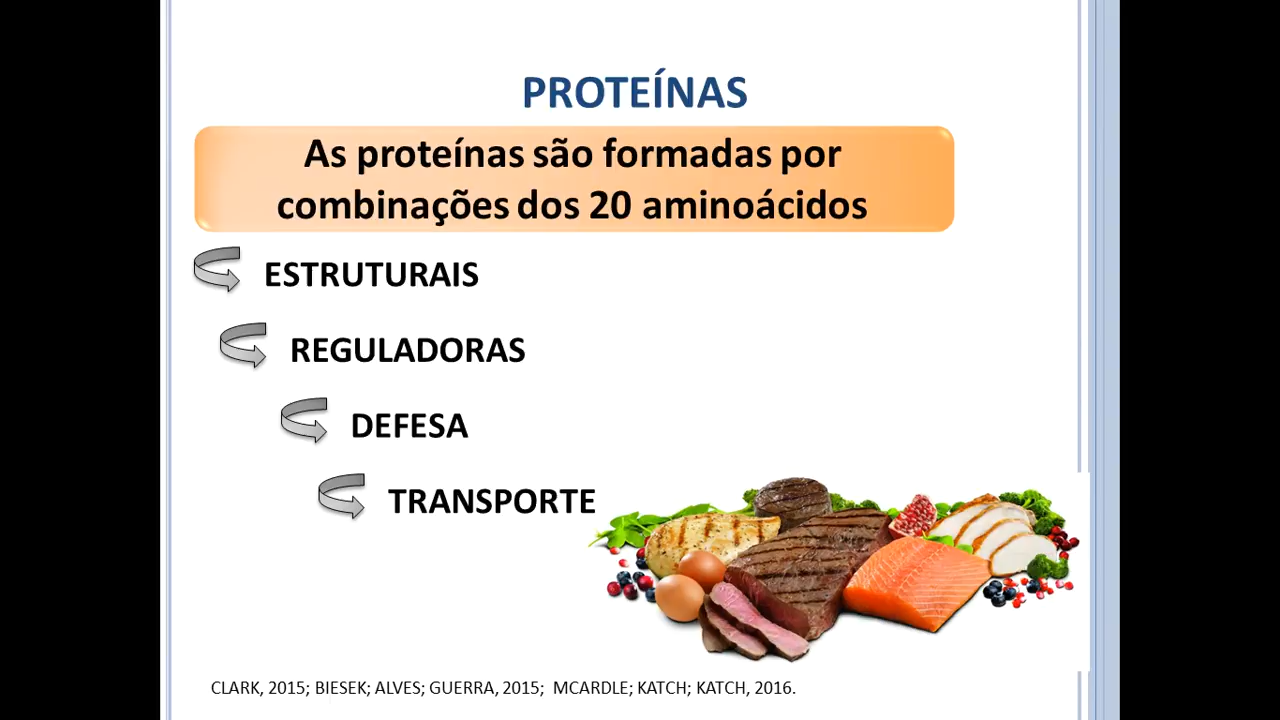 PROTEÍNAS
As proteínas são formadas por
combinações dos 20 aminoácidos
ESTRUTURAIS
REGULADORAS
DEFESA
TRANSPORTE
CLARK, 2015; BIESEK; ALVES; GUERRA, 2015;  MCARDLE; KATCH; KATCH, 2016.